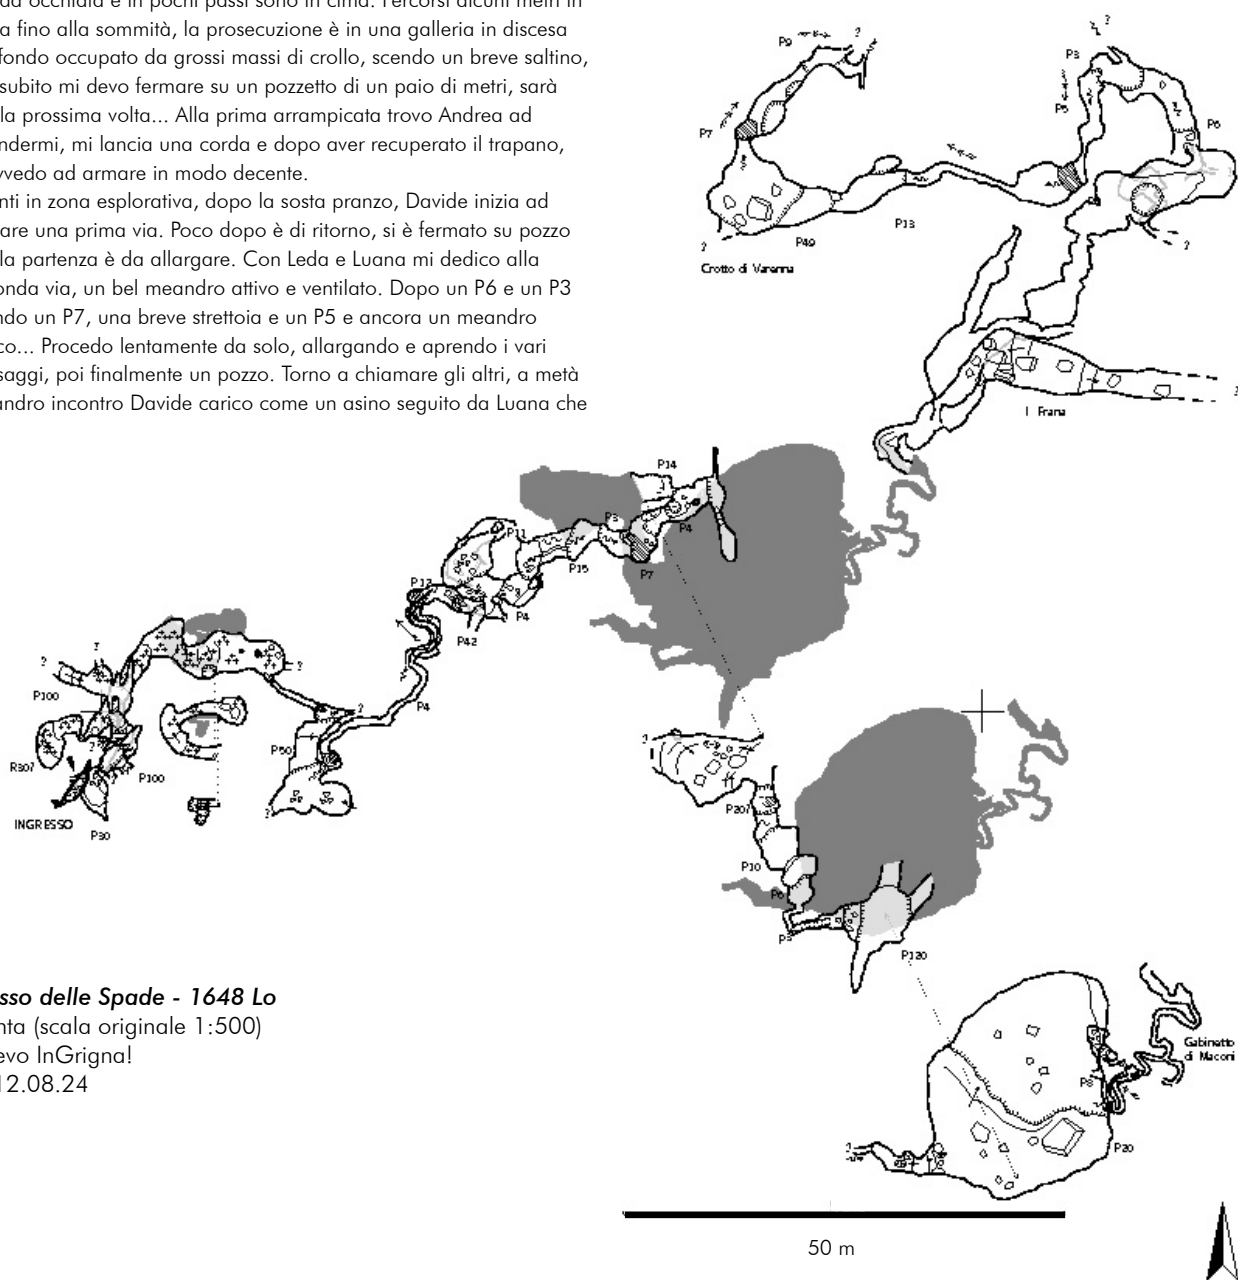 da occhiata e in pochi passi sono in cima. Percorsi alcuni metri in
a fino alla sommità, la prosecuzione è in una galleria in discesa
fondo occupato da grossi massi di crollo, scendo un breve saltino,
subito mi devo fermare su un pozzetto di un paio di metri, sarà
la prossima volta... Alla prima arrampicata trovo Andrea ad
ndermi, mi lancia una corda e dopo aver recuperato il trapano,
vvedo ad armare in modo decente.
nti in zona esplorativa, dopo la sosta pranzo, Davide inizia ad
are una prima via. Poco dopo è di ritorno, si è fermato su pozzo
la partenza è da allargare. Con Leda e Luana mi dedico alla
onda via, un bel meandro attivo e ventilato. Dopo un P6 e un P3
ndo un P7, una breve strettoia e un P5 e ancora un meandro
co... Procedo lentamente da solo, allargando e aprendo i vari
saggi, poi finalmente un pozzo. Torno a chiamare gli altri, a metà
andro incontro Davide carico come un asino seguito da Luana che
P9
?
?
P3
P5
P6
P7
?
P49
P13
?
Crotto di Varenna
?
I Frana
P14
P11
P3
P4
P15
P7
P12
P4
P42
?
?
?
P100
P4
?
P50
?
R30?
P100
?
INGRESSO
P30
?
P20?
P10
P6
P3
P120
Gabinetto
di Maconi
P8
?
P20
sso delle Spade - 1648 Lo
nta (scala originale 1:500)
evo InGrigna!
12.08.24
50 m